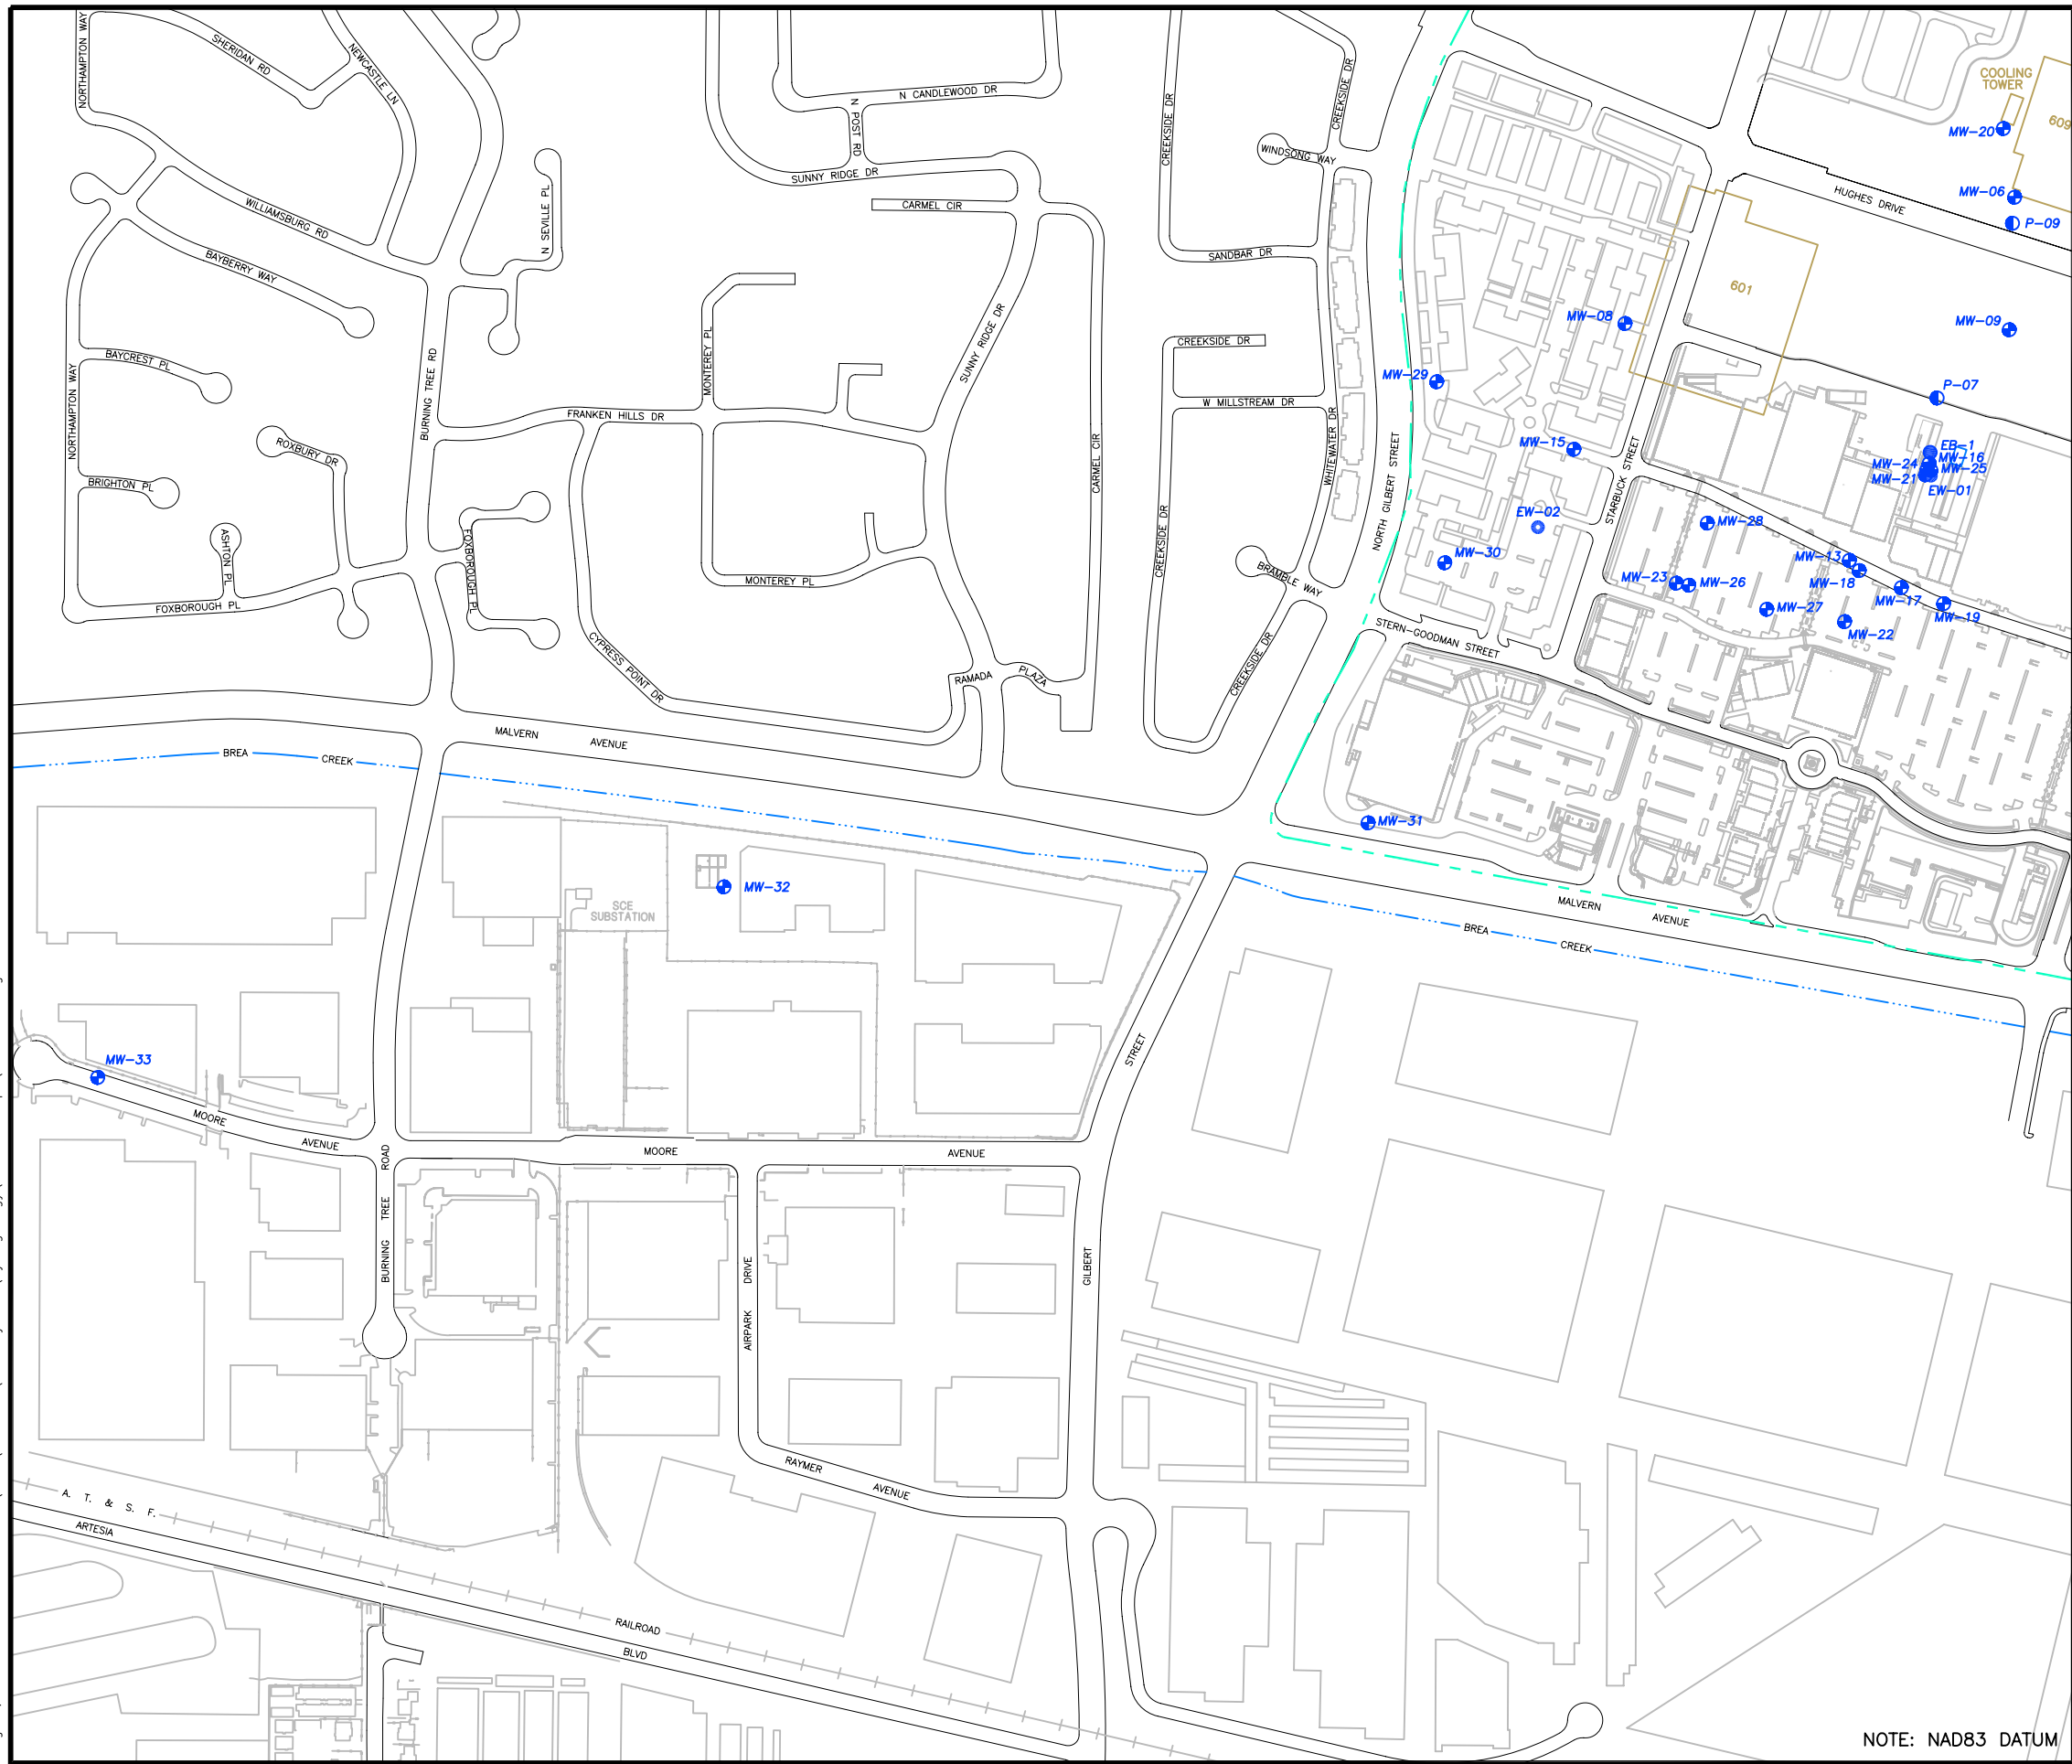 NORTHAMPTON WAY
SHERIDAN RD
NEWCASTLE LN
N CANDLEWOOD DR
N POST RD
CREEKSIDE DR
CREEKSIDE DR
COOLING
TOWER
609
MW-20
WINDSONG WAY
SUNNY RIDGE DR
CARMEL CIR
WILLIAMSBURG RD
N SEVILLE PL
HUGHES DRIVE
MW-06
P-09
BAYBERRY WAY
SANDBAR DR
601
MW-08
MW-09
BAYCREST PL
NORTHAMPTON WAY
BURNING TREE RD
MONTEREY PL
SUNNY RIDGE DR
CREEKSIDE DR
MW-29
P-07
FRANKEN HILLS DR
W MILLSTREAM DR
WHITEWATER DR
NORTH GILBERT STREET
CARMEL CIR
ROXBURY DR
BRIGHTON PL
MW-15
STARBUCK STREET
EB-1
MW-16
MW-24
MW-25
MW-21
EW-01
EW-02
MW-28
ASHTON PL
FOXBOROUGH PL
MONTEREY PL
CREEKSIDE DR
BRAMBLE WAY
MW-30
MW-13
MW-18
MW-23
MW-26
MW-17
MW-27
MW-19
MW-22
FOXBOROUGH PL
CYPRESS POINT DR
RAMADA
PLAZA
CREEKSIDE DR
STERN-GOODMAN STREET
MALVERN
AVENUE
BREA
CREEK
MW-31
MW-32
SCE
SUBSTATION
MALVERN
AVENUE
BREA
CREEK
MW-33
STREET
MOORE
AVENUE
ROAD
MOORE
AVENUE
TREE
BURNING
DRIVE
AIRPARK
GILBERT
RAYMER
AVENUE
A. T. & S. F.
ARTESIA
RAILROAD
BLVD
NOTE: NAD83 DATUM